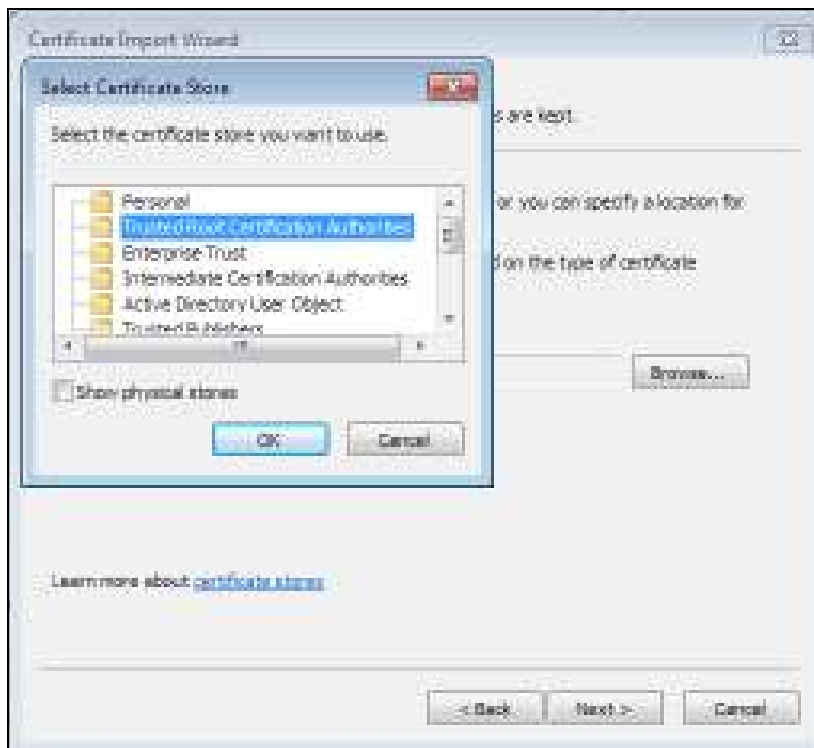 Certificate Import Wizard
Select Certificate Store
s are kept.
Select the certificate store you want to use.
Personal
or you can specify a location for
Trusted Root Certification Authorities
Enterprise Trust
d on the type of certificate
Intermediate Certification Authorities
Active Directory User Object
Trusted Publishers
Browse...
Show physical stores
OK
Cancel
Learn more about certificate stores
< Back
Next >
Cancel